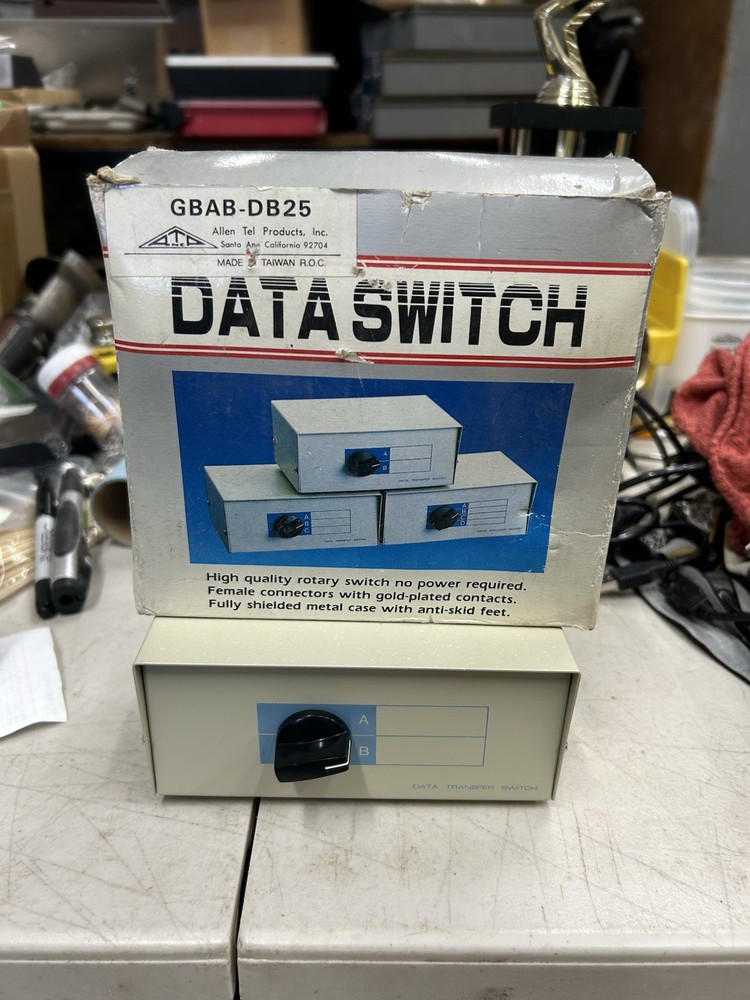 GBAB-DB25
Allen Tel Products, Inc.
Santa Ana California 92704
MADE TAIWAN R.O.C.
DATA SWITCH
A
B
A
B
C
A
B
C
D
High quality rotary switch no power required.
Female connectors with gold-plated contacts.
Fully shielded metal case with anti-skid feet.
A
B
DATA TRANSFER SWITCH